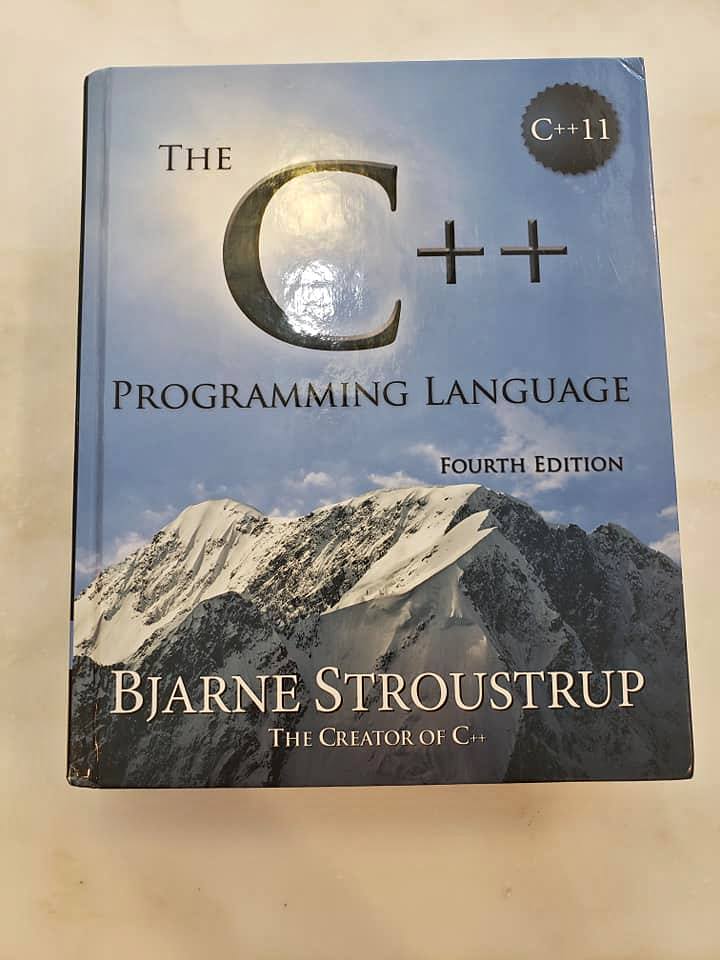 C++11
THE
C++
PROGRAMMING LANGUAGE
FOURTH EDITION
BJARNE STROUSTRUP
THE CREATOR OF C++